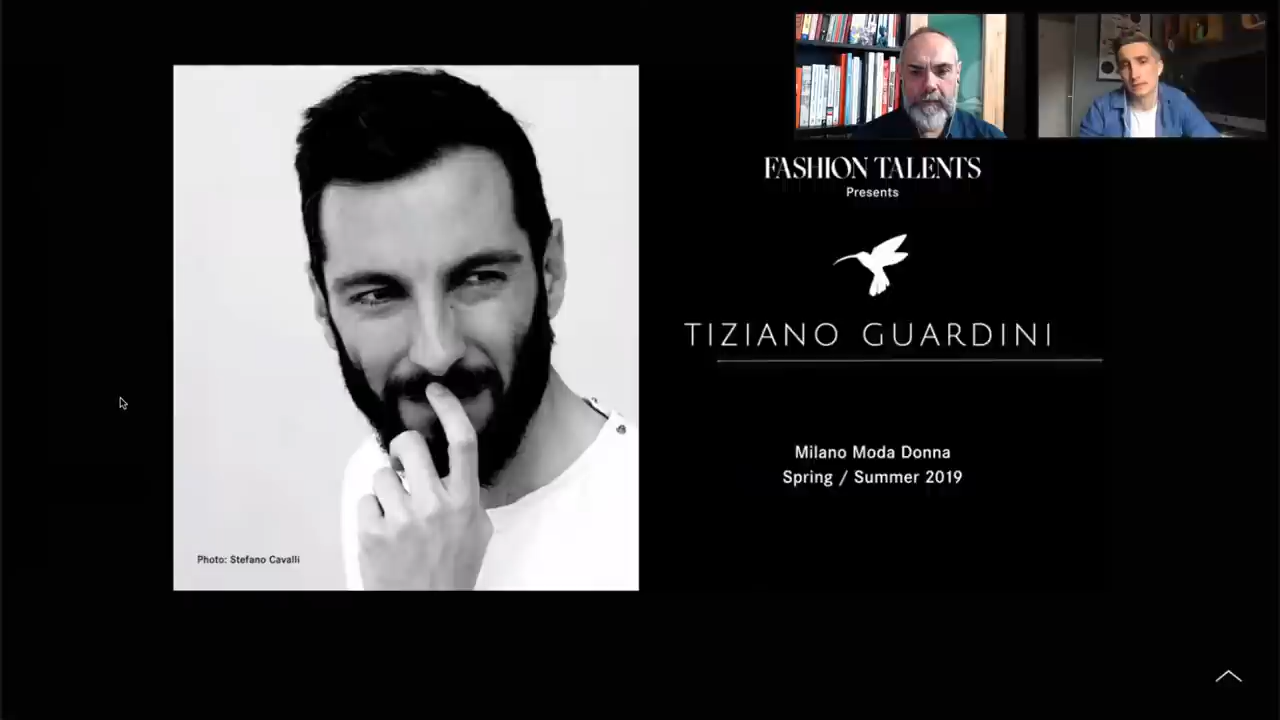 FASHION TALENTS
Presents
TIZIANO GUARDINI
Milano Moda Donna
Spring / Summer 2019
Photo: Stefano Cavalli